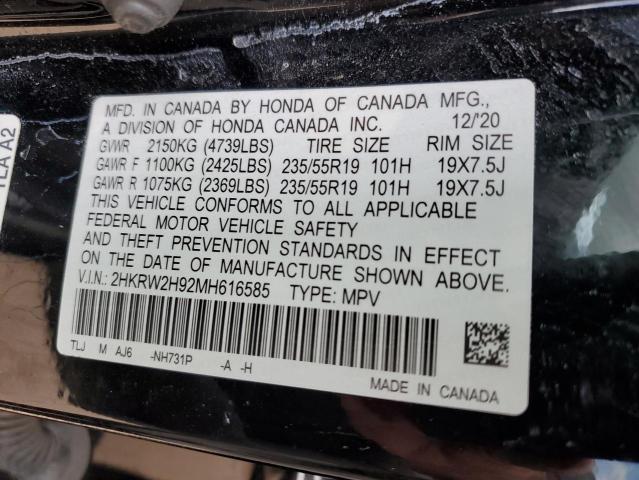 MFD. IN CANADA BY HONDA OF CANADA MFG.,
A DIVISION OF HONDA CANADA INC. 12/'20
GVWR 2150KG (4739LBS) TIRE SIZE RIM SIZE
GAWR F 1100KG (2425LBS) 235/55R19 101H 19X7.5J
GAWR R 1075KG (2369LBS) 235/55R19 101H 19X7.5J
THIS VEHICLE CONFORMS TO ALL APPLICABLE
FEDERAL MOTOR VEHICLE SAFETY
AND THEFT PREVENTION STANDARDS IN EFFECT
ON THE DATE OF MANUFACTURE SHOWN ABOVE.
V.I.N.: 2HKRW2H92MH616585 TYPE: MPV
TLJ M AJ6 -NH731P -A -H
MADE IN CANADA
TLA A2